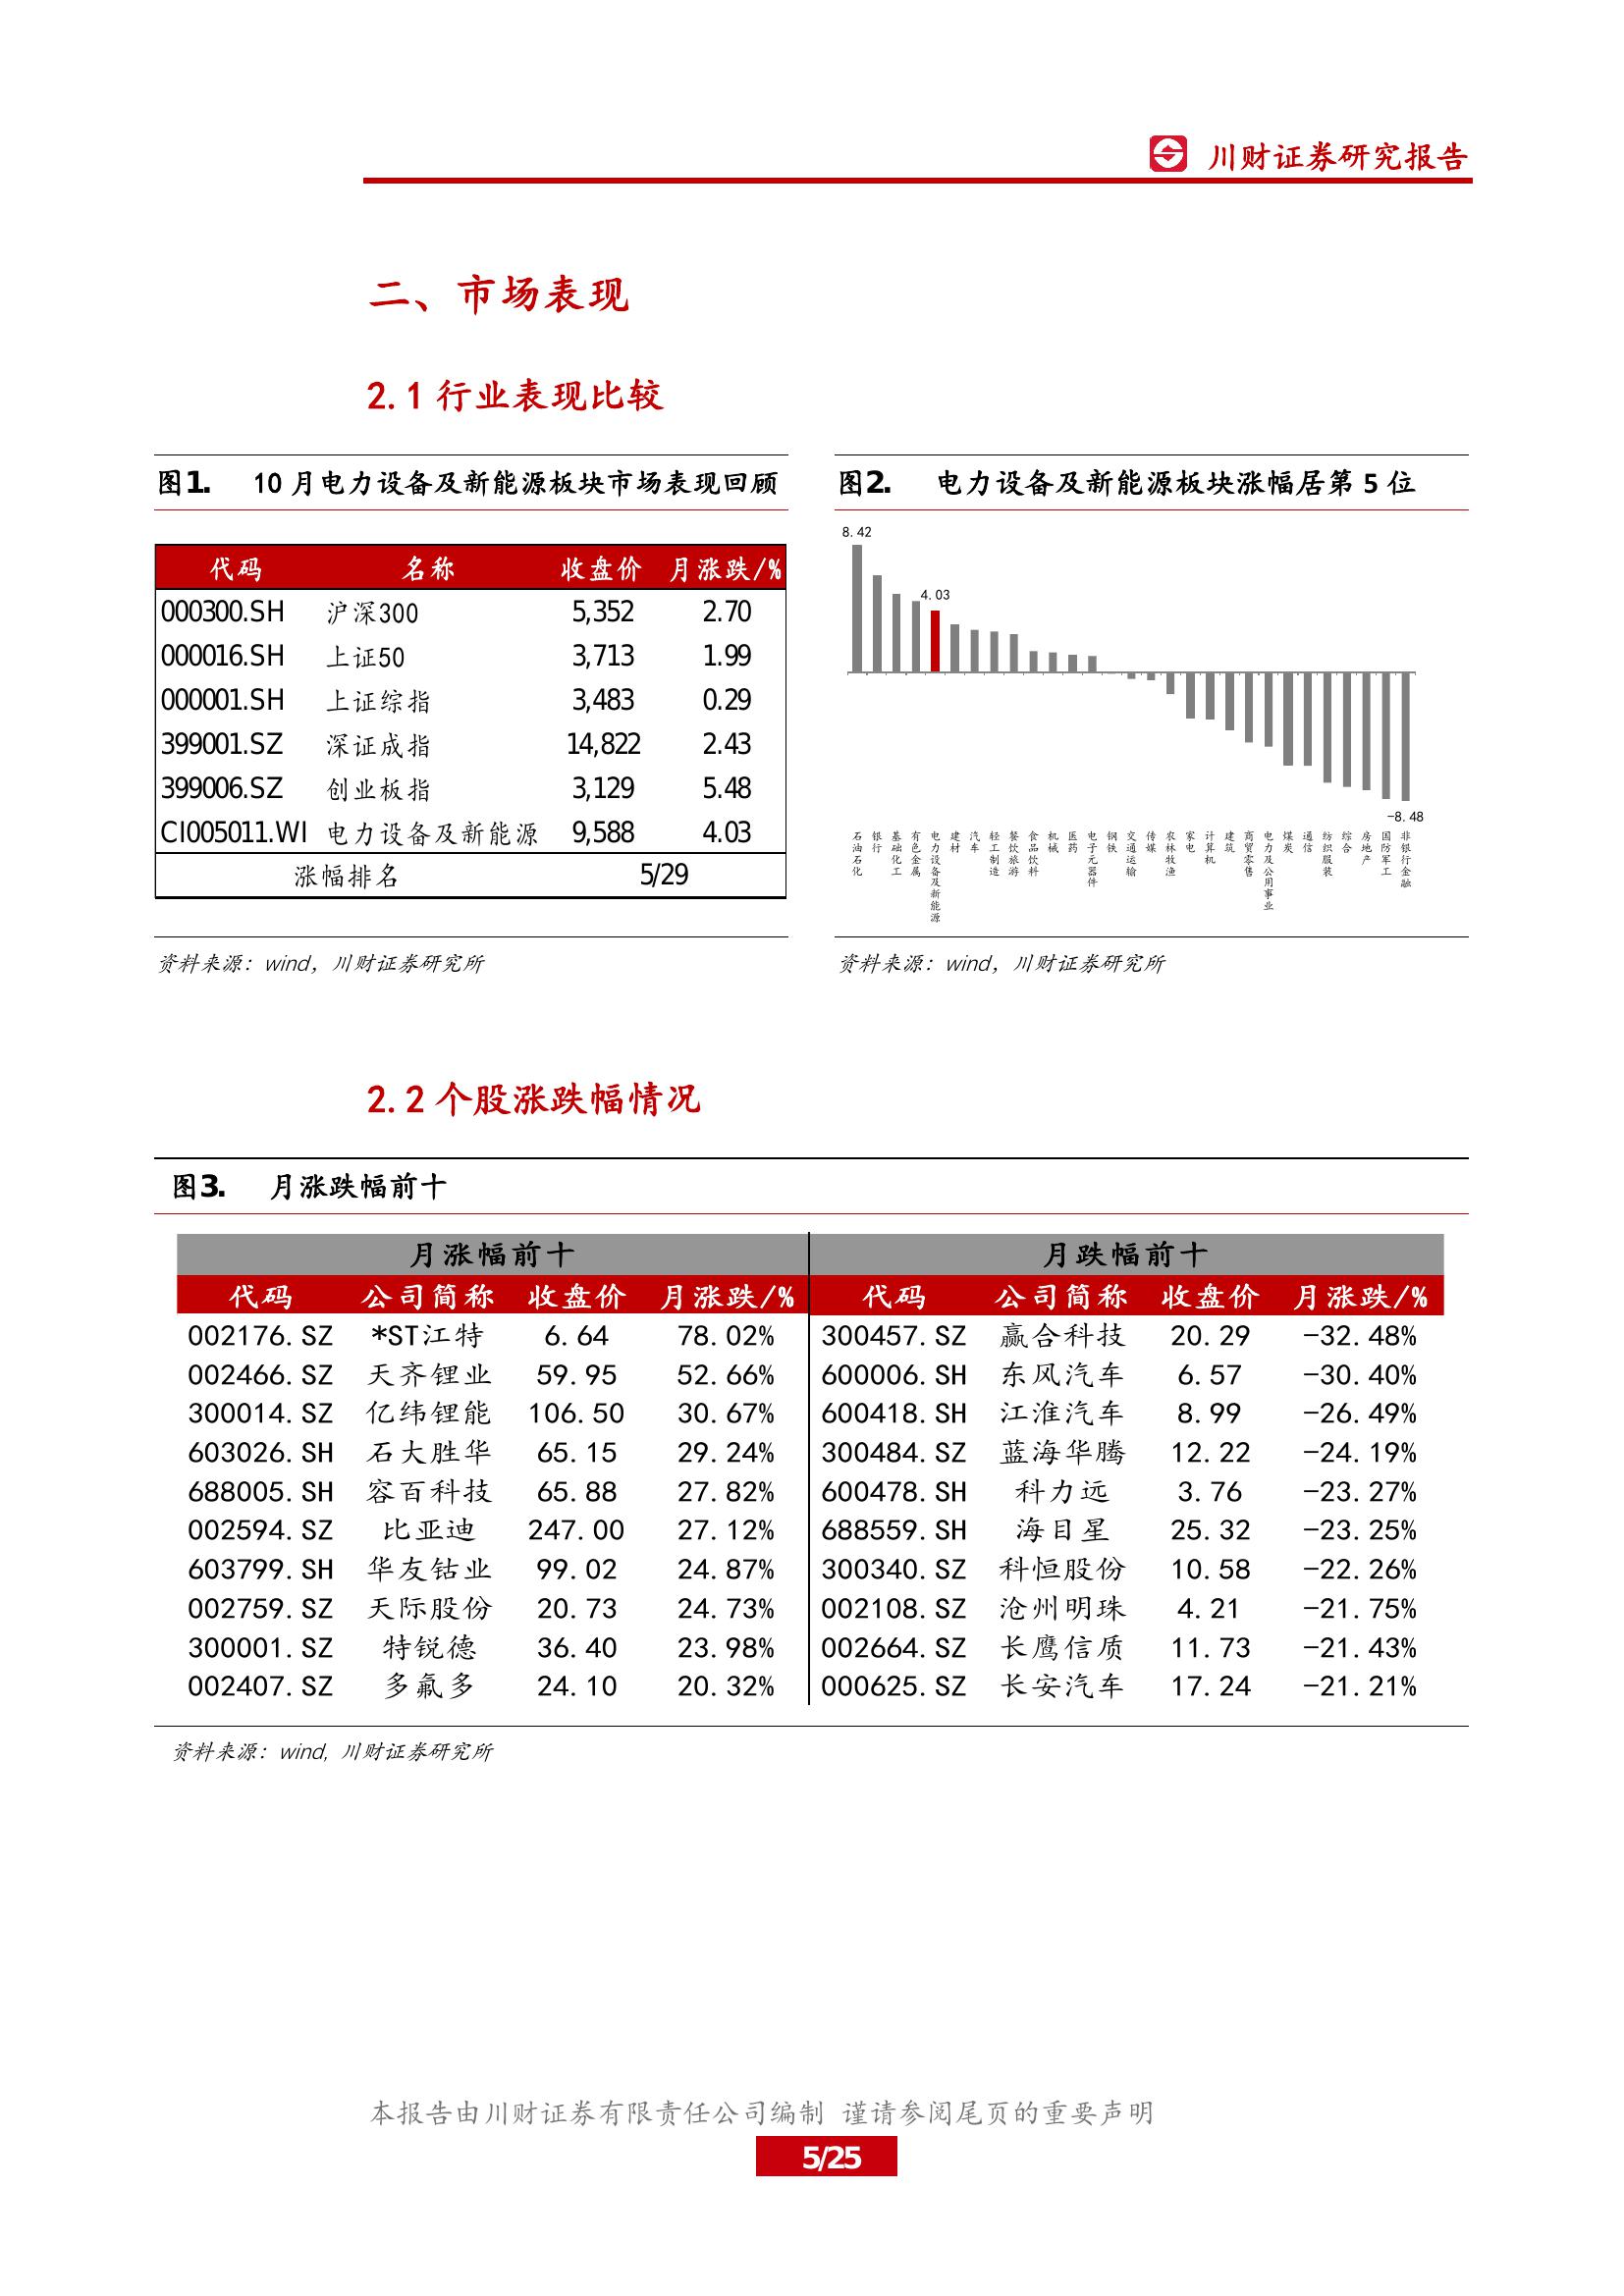 川财证券研究报告
二、市场表现
2.1 行业表现比较
图1. 10 月电力设备及新能源板块市场表现回顾
代码 名称 收盘价 月涨跌/%
000300.SH 沪深300 5,352 2.70
000016.SH 上证50 3,713 1.99
000001.SH 上证综指 3,483 0.29
399001.SZ 深证成指 14,822 2.43
399006.SZ 创业板指 3,129 5.48
CI005011.WI 电力设备及新能源 9,588 4.03
涨幅排名 5/29
资料来源：wind，川财证券研究所
图2. 电力设备及新能源板块涨幅居第 5 位
8.42
4.03
-8.48
石油石化
银行
基础化工
有色金属
电力设备及新能源
建材
汽车
轻工制造
餐饮旅游
食品饮料
机械
医药
电子元器件
钢铁
交通运输
传媒
农林牧渔
家电
计算机
建筑
商贸零售
电力及公用事业
煤炭
通信
纺织服装
综合
房地产
国防军工
非银行金融
资料来源：wind，川财证券研究所
2.2 个股涨跌幅情况
图3. 月涨跌幅前十
月涨幅前十 月跌幅前十
代码 公司简称 收盘价 月涨跌/% 代码 公司简称 收盘价 月涨跌/%
002176.SZ *ST江特 6.64 78.02% 300457.SZ 赢合科技 20.29 -32.48%
002466.SZ 天齐锂业 59.95 52.66% 600006.SH 东风汽车 6.57 -30.40%
300014.SZ 亿纬锂能 106.50 30.67% 600418.SH 江淮汽车 8.99 -26.49%
603026.SH 石大胜华 65.15 29.24% 300484.SZ 蓝海华腾 12.22 -24.19%
688005.SH 容百科技 65.88 27.82% 600478.SH 科力远 3.76 -23.27%
002594.SZ 比亚迪 247.00 27.12% 688559.SH 海目星 25.32 -23.25%
603799.SH 华友钴业 99.02 24.87% 300340.SZ 科恒股份 10.58 -22.26%
002759.SZ 天际股份 20.73 24.73% 002108.SZ 沧州明珠 4.21 -21.75%
300001.SZ 特锐德 36.40 23.98% 002664.SZ 长鹰信质 11.73 -21.43%
002407.SZ 多氟多 24.10 20.32% 000625.SZ 长安汽车 17.24 -21.21%
资料来源：wind, 川财证券研究所
本报告由川财证券有限责任公司编制 谨请参阅尾页的重要声明
5/25